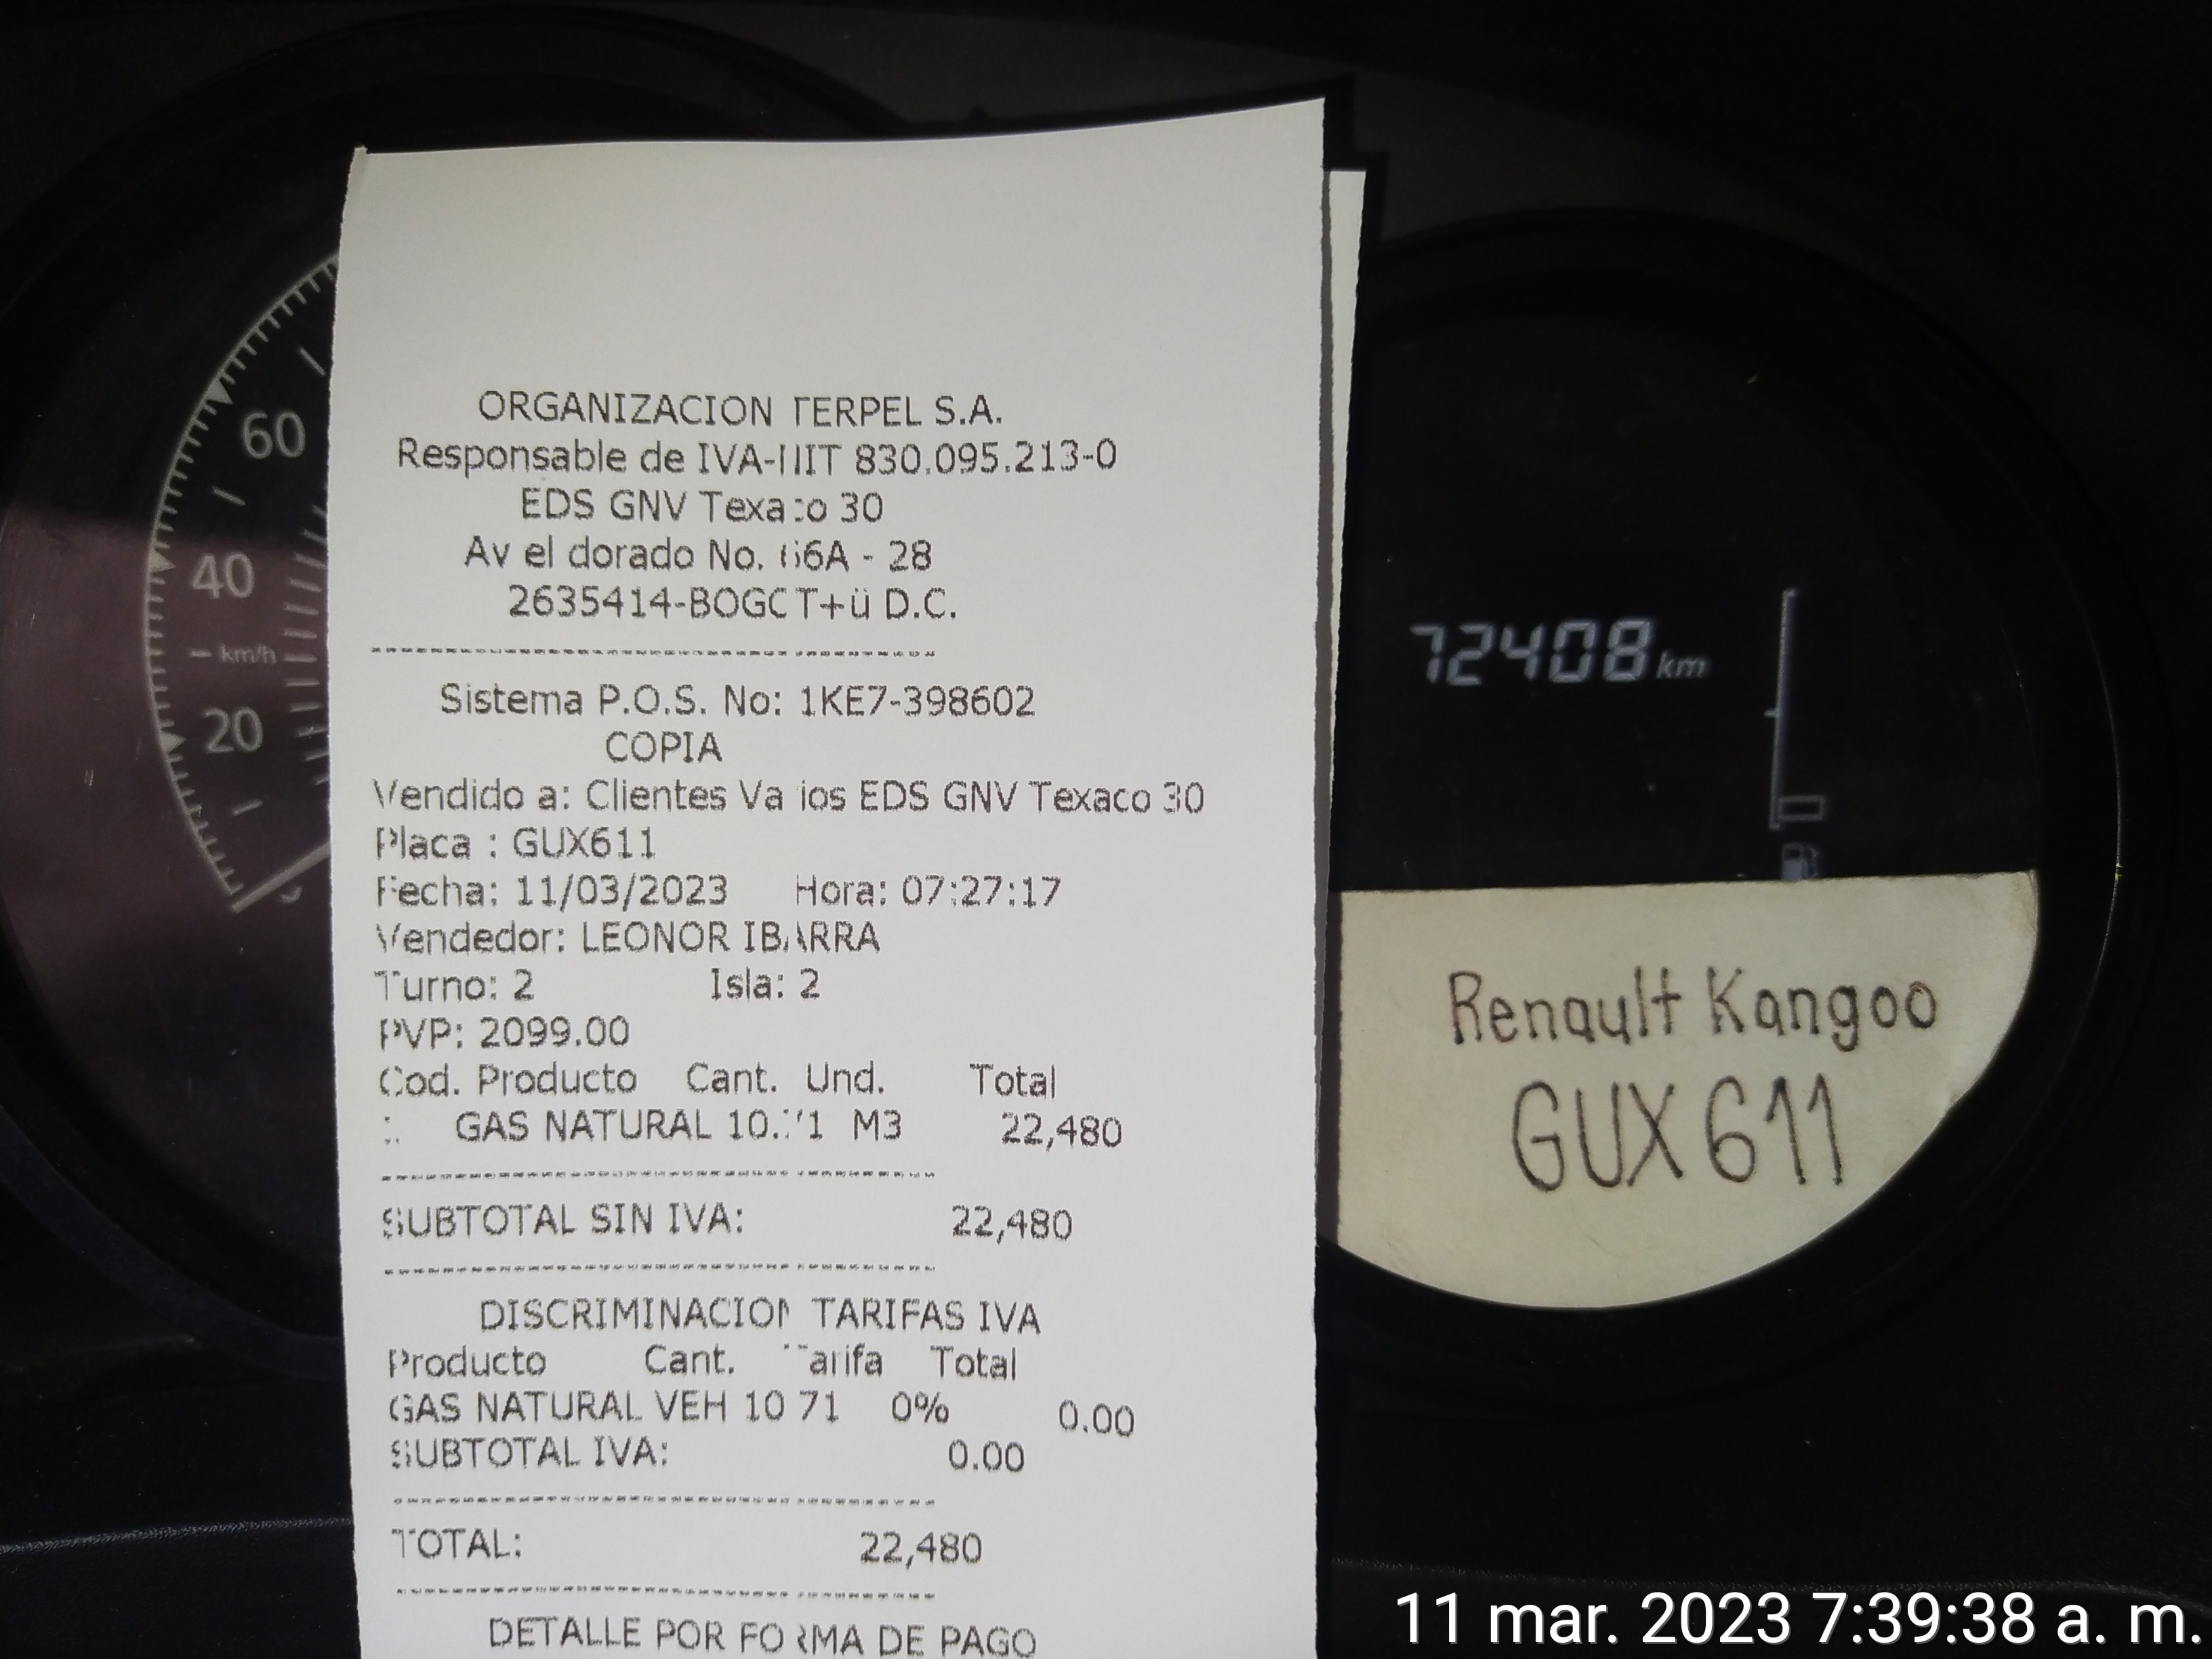 ORGANIZACION TERPEL S.A.
Responsable de IVA-NIT 830.095.213-0
EDS GNV Texaco 30
Av el dorado No. 66A - 28
2635414-BOGOT+ü D.C.
Sistema P.O.S. No: 1KE7-398602
COPIA
Vendido a: Clientes Varios EDS GNV Texaco 30
Placa : GUX611
Fecha: 11/03/2023 Hora: 07:27:17
Vendedor: LEONOR IBARRA
Turno: 2 Isla: 2
PVP: 2099.00
Cod. Producto Cant. Und. Total
GAS NATURAL 10.71 M3 22,480
SUBTOTAL SIN IVA: 22,480
DISCRIMINACION TARIFAS IVA
Producto Cant. Tarifa Total
GAS NATURAL VEH 10.71 0% 0.00
SUBTOTAL IVA: 0.00
TOTAL: 22,480
DETALLE POR FORMA DE PAGO
60
40
km/h
20
72408 km
Renault Kangoo
GUX611
11 mar. 2023 7:39:38 a. m.